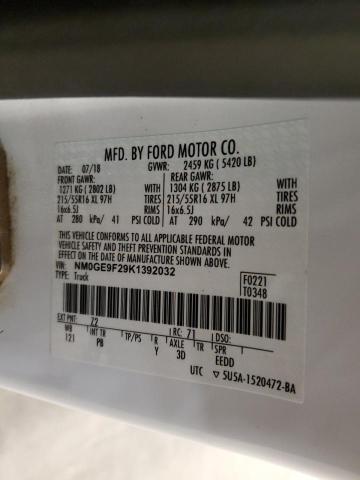 MFD. BY FORD MOTOR CO.
DATE: 07/18 GVWR: 2459 KG ( 5420 LB)
FRONT GAWR: REAR GAWR:
1271 KG ( 2802 LB) WITH 1304 KG ( 2875 LB) WITH
215/55R16 XL 97H TIRES 215/55R16 XL 97H TIRES
16x6.5J RIMS 16x6.5J RIMS
AT 280 kPa/ 41 PSI COLD AT 290 kPa/ 42 PSI COLD
THIS VEHICLE CONFORMS TO ALL APPLICABLE FEDERAL MOTOR
VEHICLE SAFETY AND THEFT PREVENTION STANDARDS IN
EFFECT ON THE DATE OF MANUFACTURE SHOWN ABOVE.
VIN: NM0GE9F29K1392032 F0221
TYPE: Truck T0348
EXT PNT: 72 RC: 71 DSO:
WB INT TR TP/PS R AXLE TR SPR
121 PB Y 3D EEDD
UTC ▽ 5USA-1520472-BA